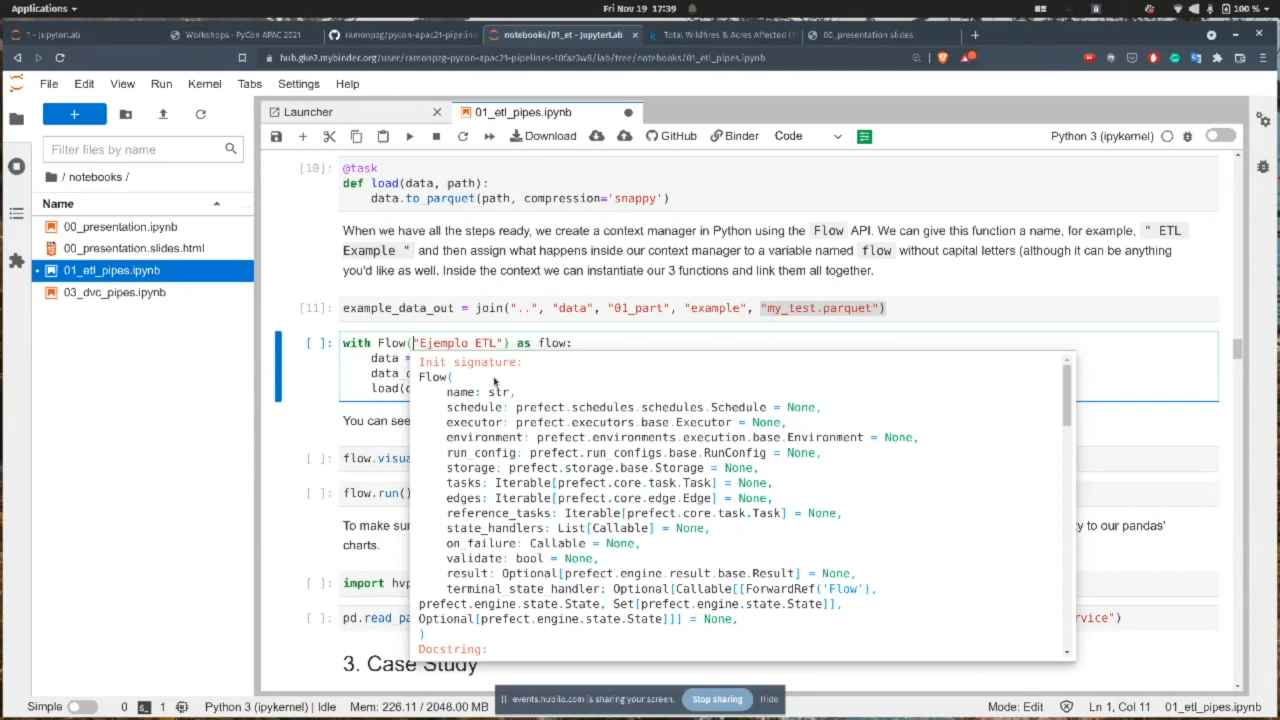 Applications
Fri Nov 19 17:39
100 %
1 - JupyterLab
Workshops - PyCon APAC 2021
ramonpzg/pycon-apac21-pipeline
notebooks/01_et - JupyterLab
Total Wildfires & Acres Affected (1
00_presentation slides
hub.gke2.mybinder.org/user/ramonpzg-pycon-apac21-pipelines-10faz3w8/lab/tree/notebooks/01_etl_pipes.ipynb
File Edit View Run Kernel Tabs Settings Help
Launcher
01_etl_pipes.ipynb
Download
GitHub
Binder
Code
Python 3 (ipykernel)
Filter files by name
/ notebooks /
Name
00_presentation.ipynb
00_presentation.slides.html
01_etl_pipes.ipynb
03_dvc_pipes.ipynb
[10]: @task
def load(data, path):
data.to_parquet(path, compression='snappy')
When we have all the steps ready, we create a context manager in Python using the Flow API. We can give this function a name, for example, " ETL
Example " and then assign what happens inside our context manager to a variable named flow without capital letters (although it can be anything
you'd like as well. Inside the context we can instantiate our 3 functions and link them all together.
[11]: example_data_out = join("..", "data", "01_part", "example", "my_test.parquet")
[ ]: with Flow("Ejemplo ETL") as flow:
data =
data_
load(
Init signature:
Flow(
name: str,
schedule: prefect.schedules.schedules.Schedule = None,
executor: prefect.executors.base.Executor = None,
environment: prefect.environments.execution.base.Environment = None,
run_config: prefect.run_configs.base.RunConfig = None,
storage: prefect.storage.base.Storage = None,
tasks: Iterable[prefect.core.task.Task] = None,
edges: Iterable[prefect.core.edge.Edge] = None,
reference_tasks: Iterable[prefect.core.task.Task] = None,
state_handlers: List[Callable] = None,
on_failure: Callable = None,
validate: bool = None,
result: Optional[prefect.engine.result.base.Result] = None,
terminal_state_handler: Optional[Callable[[ForwardRef('Flow'),
prefect.engine.state.State, Set[prefect.engine.state.State]],
Optional[prefect.engine.state.State]]] = None,
)
Docstring:
You can see
[ ]: flow.visua
[ ]: flow.run()
To make sur
ty to our pandas'
charts.
[ ]: import hvp
[ ]: pd.read_pa
rvice")
3. Case Study
events.hubilo.com is sharing your screen. Stop sharing Hide
Simple
0
1
Python 3 (ipykernel) | Idle
Mem: 226.11 / 2048.00 MB
Mode: Edit
Ln 1, Col 11
01_etl_pipes.ipynb